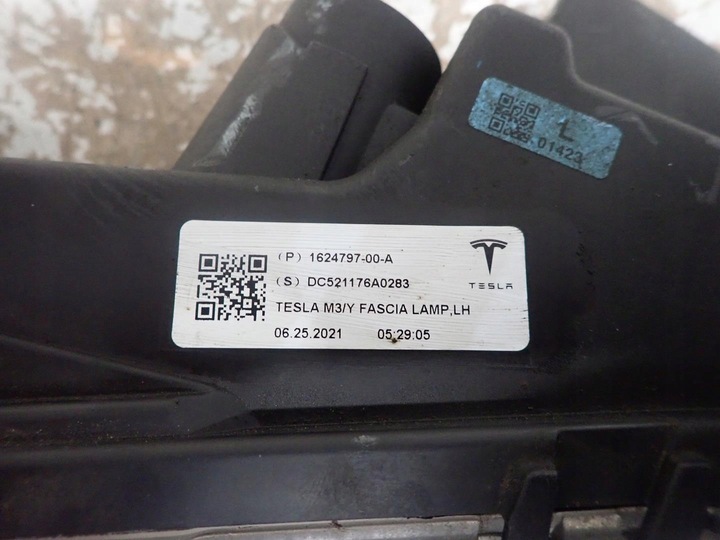 L
01423
(P) 1624797-00-A
(S) DC521176A0283
TESLA M3/Y FASCIA LAMP,LH
06.25.2021 05:29:05
TESLA